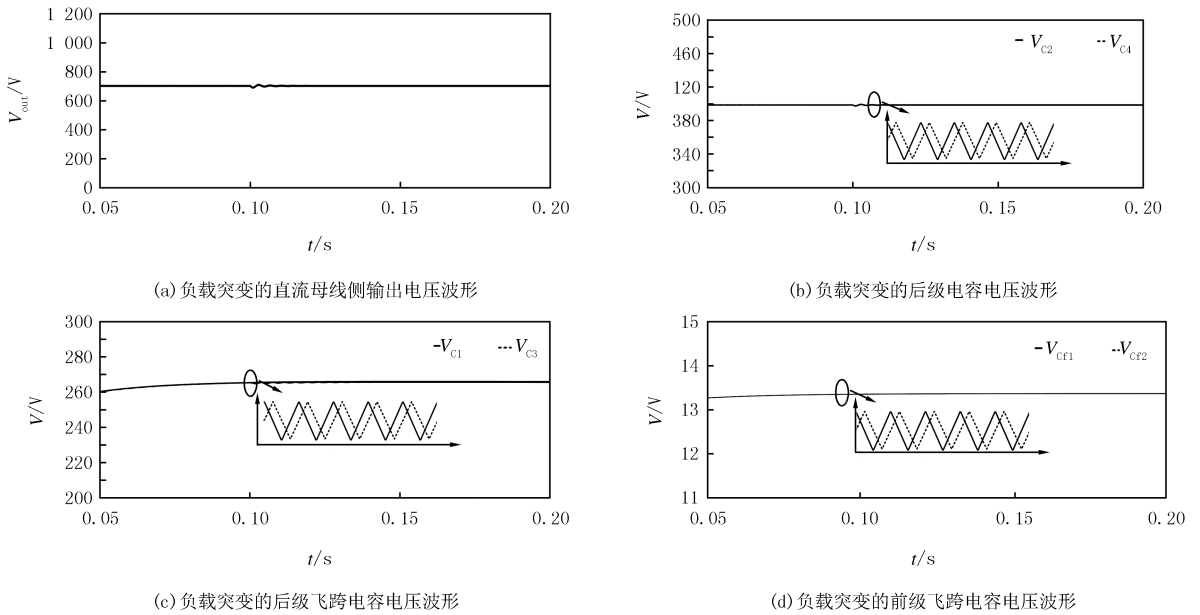 1 200
1 000
800
600
400
200
0
V_out/V
0.05 0.10 0.15 0.20
t/s
(a)负载突变的直流母线侧输出电压波形
500
460
120
380
340
300
V/V
V_C2 V_C4
0.05 0.10 0.15 0.20
t/s
(b)负载突变的后级电容电压波形
300
280
260
240
220
200
V/V
V_C1 V_C3
0.05 0.10 0.15 0.20
t/s
(c)负载突变的后级飞跨电容电压波形
15
14
13
12
11
V/V
V_Cf1 V_Cf2
0.05 0.10 0.15 0.20
t/s
(d)负载突变的前级飞跨电容电压波形